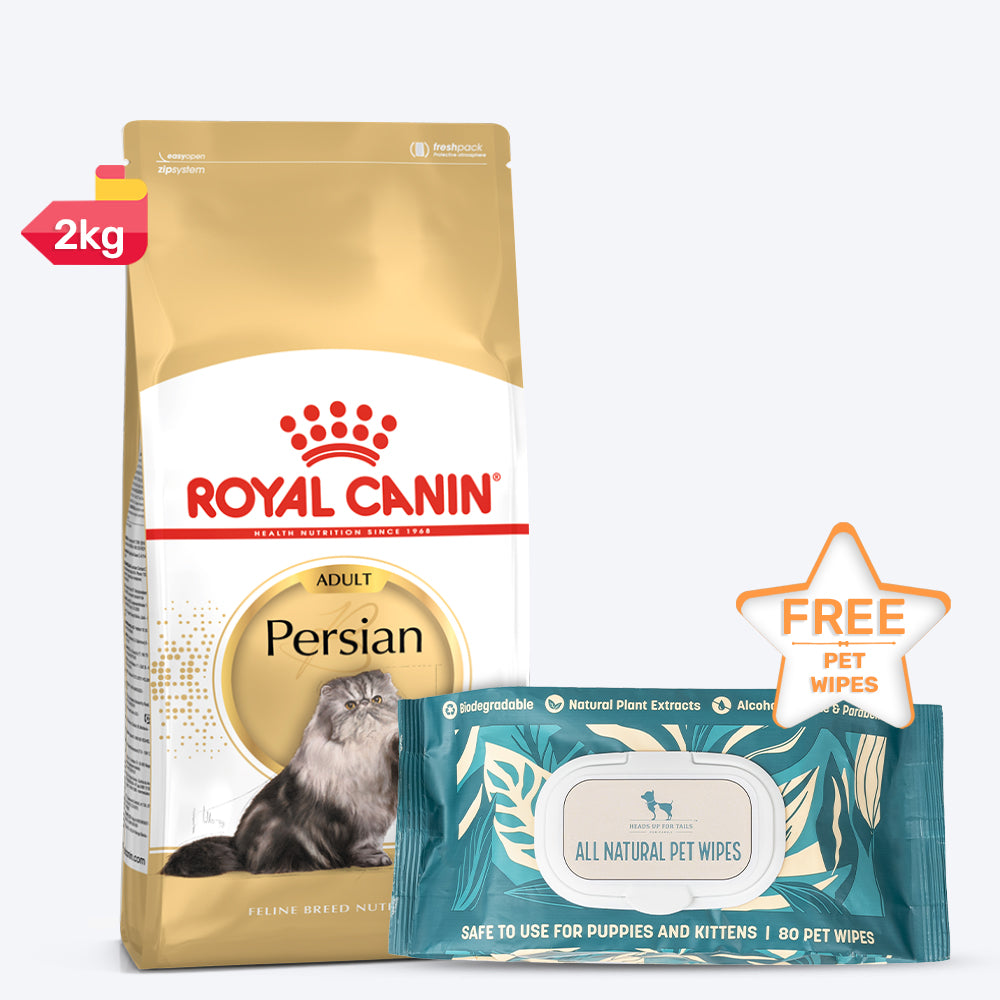 easyopen
zipsystem
freshpack
Protective atmosphere
2kg
ROYAL CANIN®
HEALTH NUTRITION SINCE 1968
ADULT
Persian
FELINE BREED
FREE
PET
WIPES
Biodegradable
Natural Plant Extracts
HEADS UP FOR TAILS
ALL NATURAL PET WIPES
SAFE TO USE FOR PUPPIES AND KITTENS | 80 PET WIPES